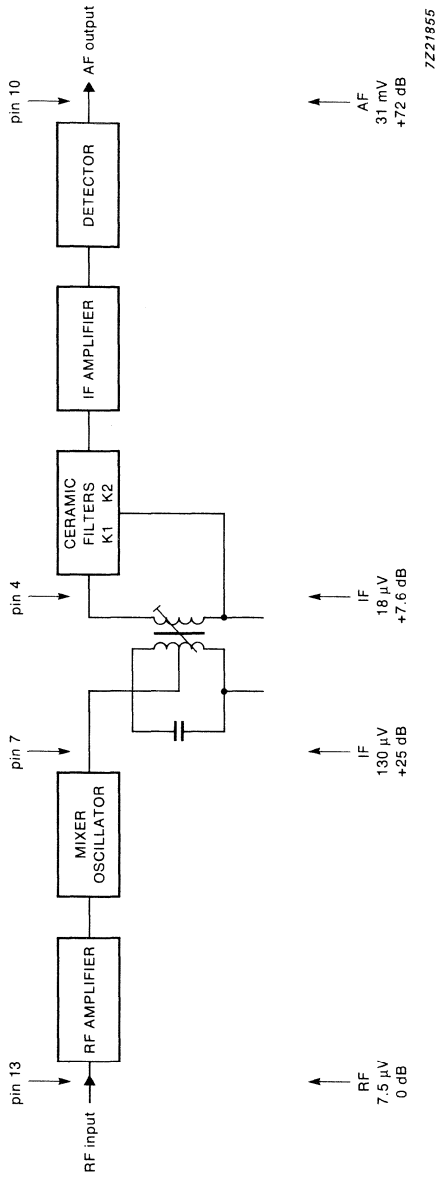 pin 13
pin 7
pin 4
pin 10
RF input
RF AMPLIFIER
MIXER
OSCILLATOR
CERAMIC
FILTERS
K1 K2
IF AMPLIFIER
DETECTOR
AF output
RF
7.5 µV
0 dB
IF
130 µV
+25 dB
IF
18 µV
+7.6 dB
AF
31 mV
+72 dB
7Z21855